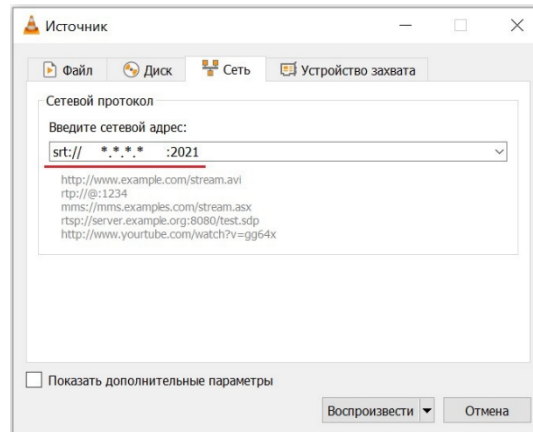 Источник
Файл Диск Сеть Устройство захвата
Сетевой протокол
Введите сетевой адрес:
srt:// *.*.*.* :2021
http://www.example.com/stream.avi
rtp://@:1234
mms://mms.examples.com/stream.asx
rtsp://server.example.org:8080/test.sdp
http://www.yourtube.com/watch?v=gg64x
Показать дополнительные параметры
Воспроизвести Отмена